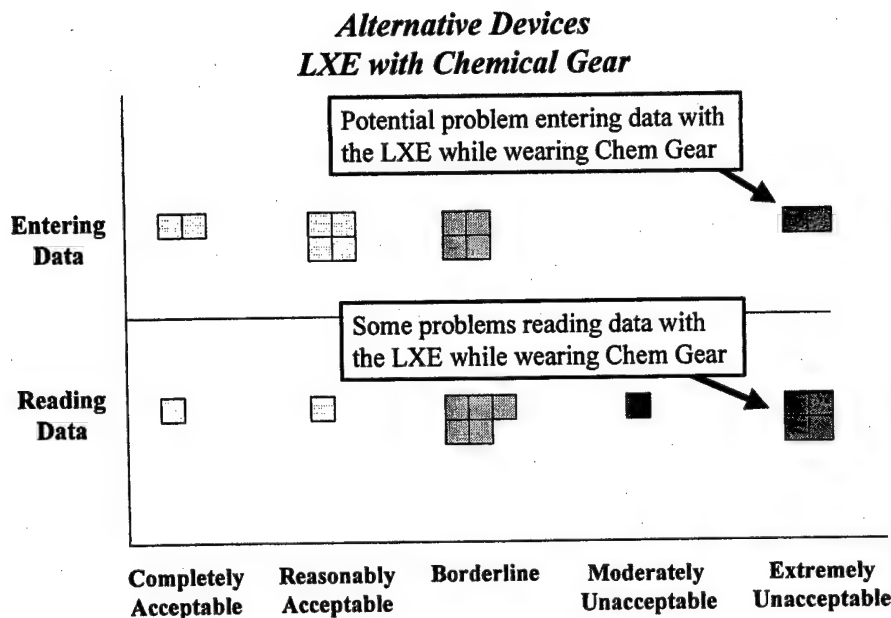 Alternative Devices
LXE with Chemical Gear
Potential problem entering data with
the LXE while wearing Chem Gear
Entering
Data
Some problems reading data with
the LXE while wearing Chem Gear
Reading
Data
Completely
Acceptable
Reasonably
Acceptable
Borderline
Moderately
Unacceptable
Extremely
Unacceptable